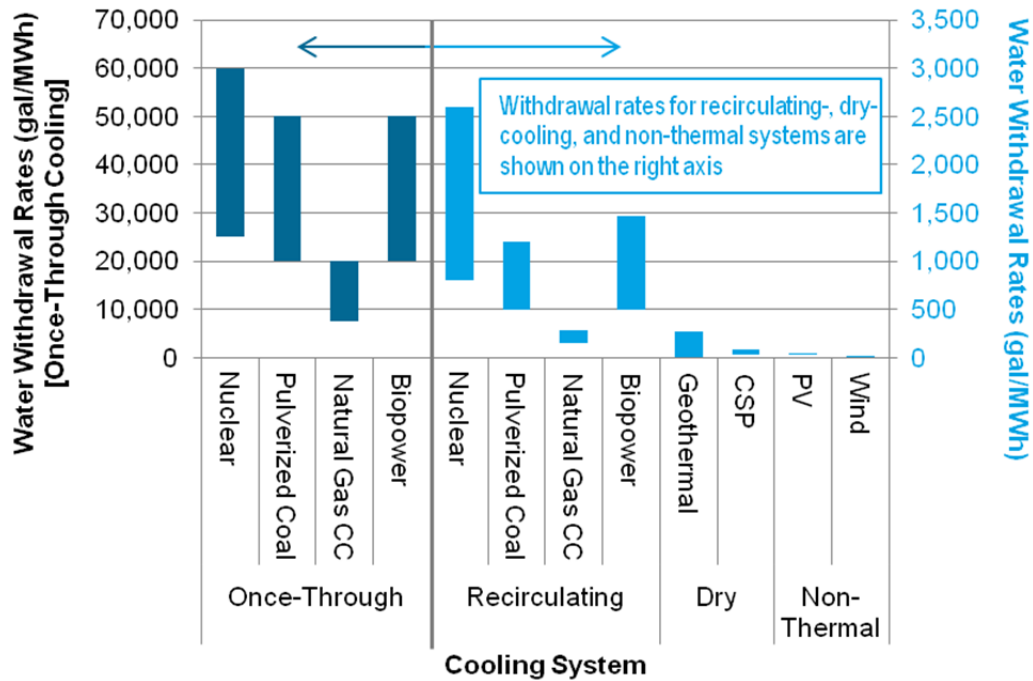 Water Withdrawal Rates (gal/MWh)
[Once-Through Cooling]
70,000
60,000
50,000
40,000
30,000
20,000
10,000
0
Withdrawal rates for recirculating-, dry-
cooling, and non-thermal systems are
shown on the right axis
3,500
3,000
2,500
2,000
1,500
1,000
500
0
Water Withdrawal Rates (gal/MWh)
Nuclear
Pulverized Coal
Natural Gas CC
Biopower
Nuclear
Pulverized Coal
Natural Gas CC
Biopower
Geothermal
CSP
PV
Wind
Once-Through
Recirculating
Dry
Non-
Thermal
Cooling System